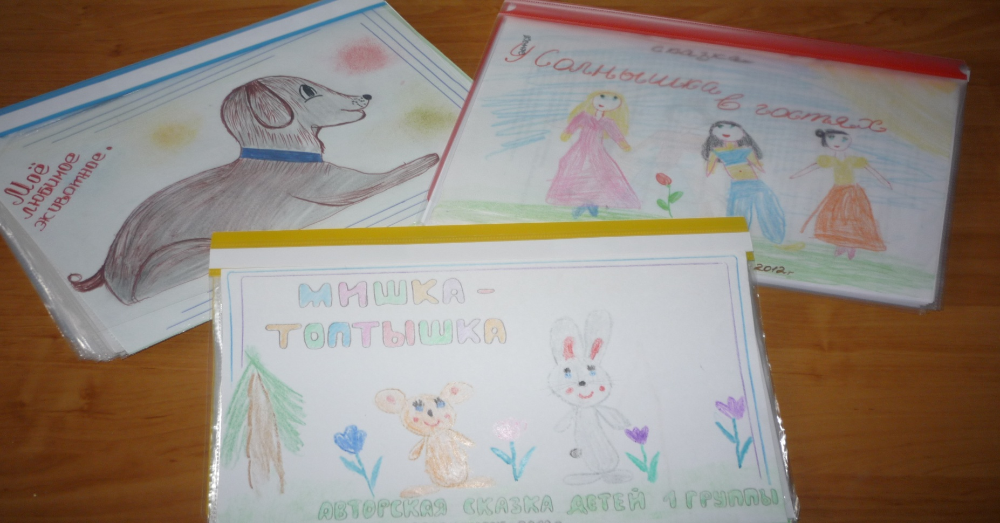 Моё
любимое
животное.
сказка
У Солнышка в гостях
2012г
МИШКА -
ТОПТЫШКА
АВТОРСКАЯ СКАЗКА ДЕТЕЙ 1 ГРУППЫ